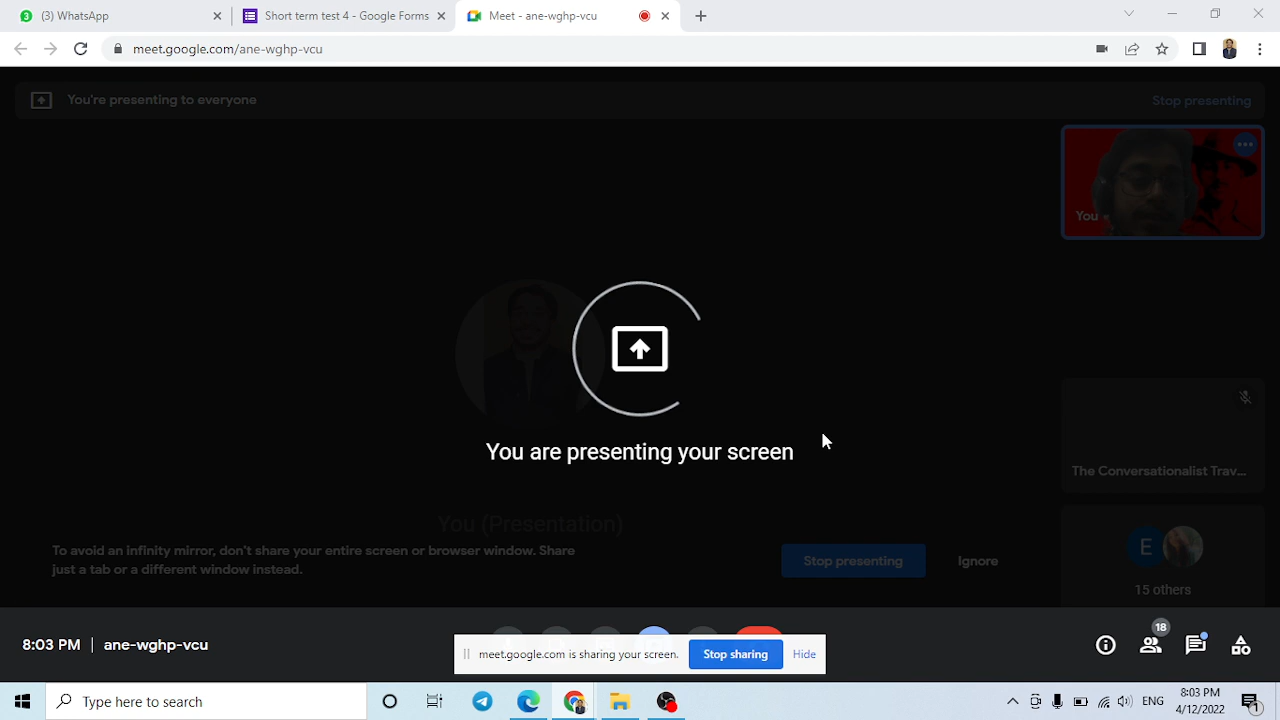 (3) WhatsApp
Short term test 4 - Google Forms
Meet - ane-wghp-vcu
meet.google.com/ane-wghp-vcu
You're presenting to everyone
Stop presenting
You
You are presenting your screen
The Conversationalist Trav...
You (Presentation)
To avoid an infinity mirror, don't share your entire screen or browser window. Share
just a tab or a different window instead.
Stop presenting
Ignore
E
15 others
8:03 PM | ane-wghp-vcu
18
meet.google.com is sharing your screen.
Stop sharing
Hide
Type here to search
ENG
8:03 PM
4/12/2022
1